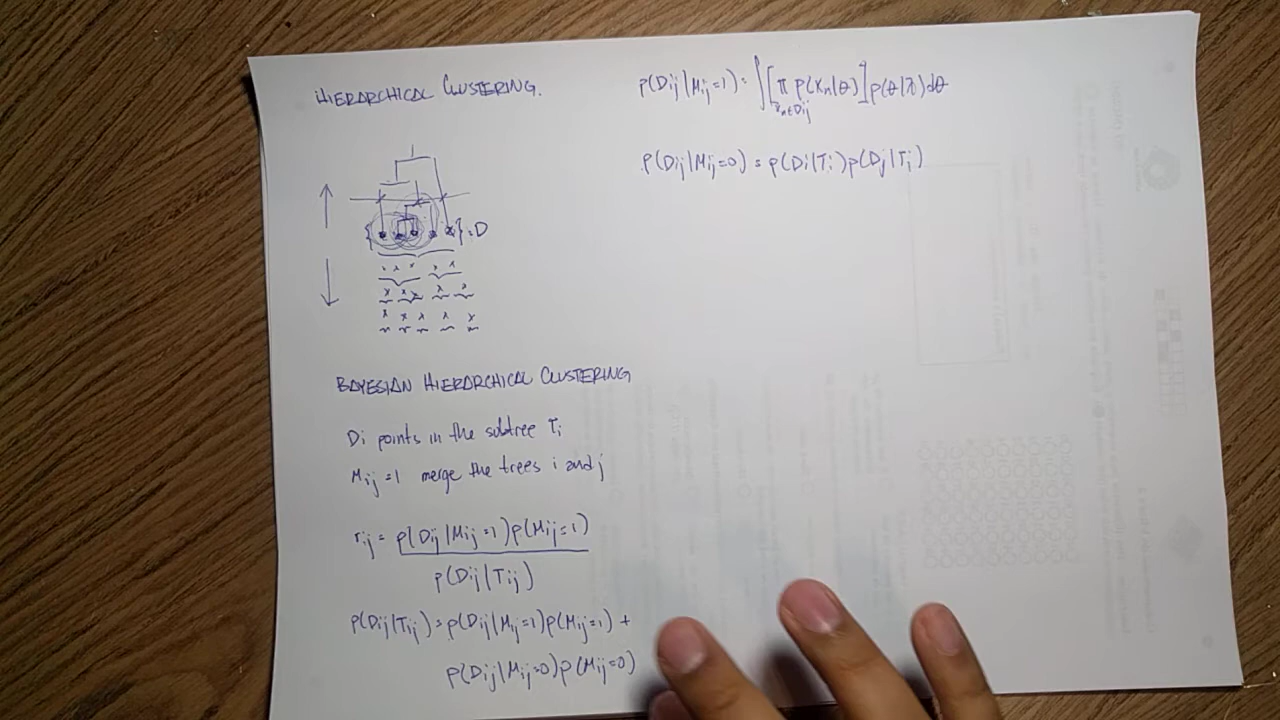 HIERARCHICAL CLUSTERING.
{ } = D
x x x x x
x x x x x
x x x x x
BAYESIAN HIERARCHICAL CLUSTERING
Di points in the subtree Ti
Mij = 1 merge the trees i and j
rij = p(Dij|Mij=1)p(Mij=1)
p(Dij|Tij)
p(Dij|Tij) = p(Dij|Mij=1)p(Mij=1) +
p(Dij|Mij=0)p(Mij=0)
p(Dij|Mij=1) = ∫[π p(xn|θ)]p(θ|λ)dθ
xn∈Dij
p(Dij|Mij=0) = p(Di|Ti)p(Dj|Tj)